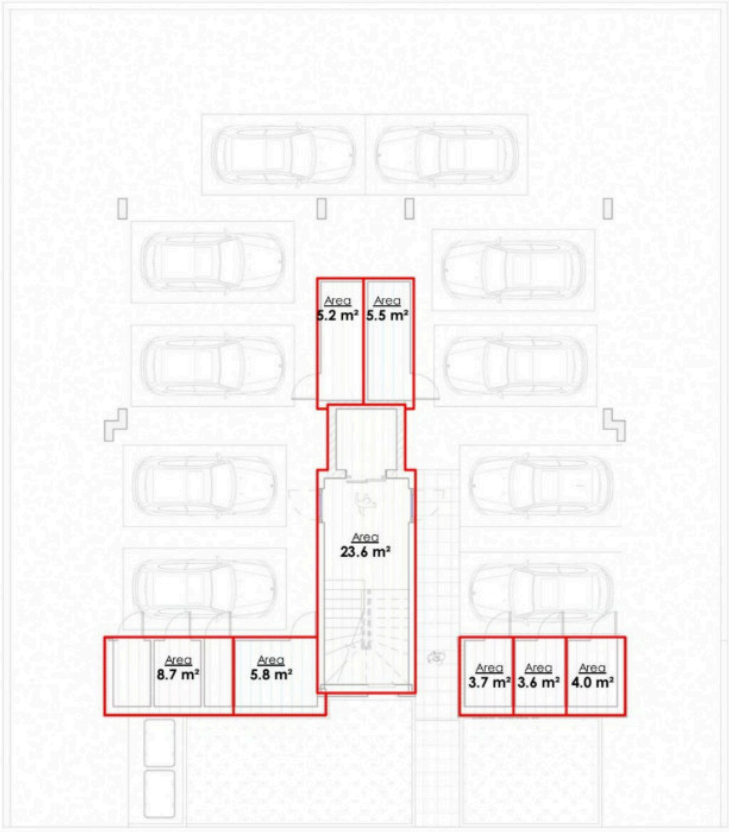 Area
5.2 m²
Area
5.5 m²
Area
23.6 m²
Area
8.7 m²
Area
5.8 m²
Area
3.7 m²
Area
3.6 m²
Area
4.0 m²